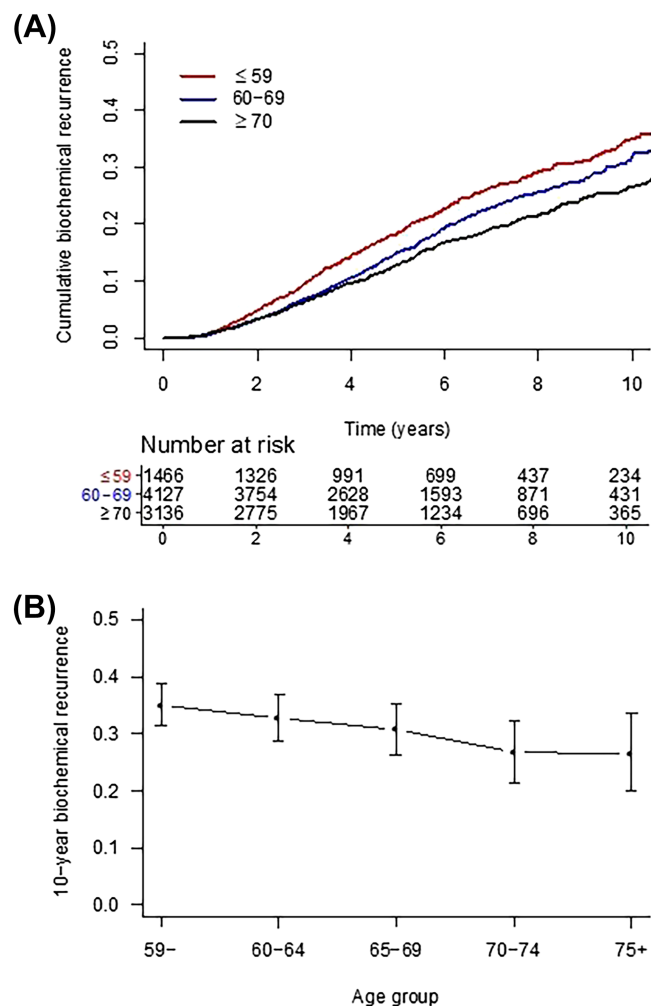 (A)
Cumulative biochemical recurrence
0.5
0.4
0.3
0.2
0.1
0.0
≤ 59
60−69
≥ 70
0 2 4 6 8 10
Time (years)
Number at risk
≤59 1466 1326 991 699 437 234
60−69 4127 3754 2628 1593 871 431
≥70 3136 2775 1967 1234 696 365
0 2 4 6 8 10
(B)
10−year biochemical recurrence
0.5
0.4
0.3
0.2
0.1
0.0
59− 60−64 65−69 70−74 75+
Age group